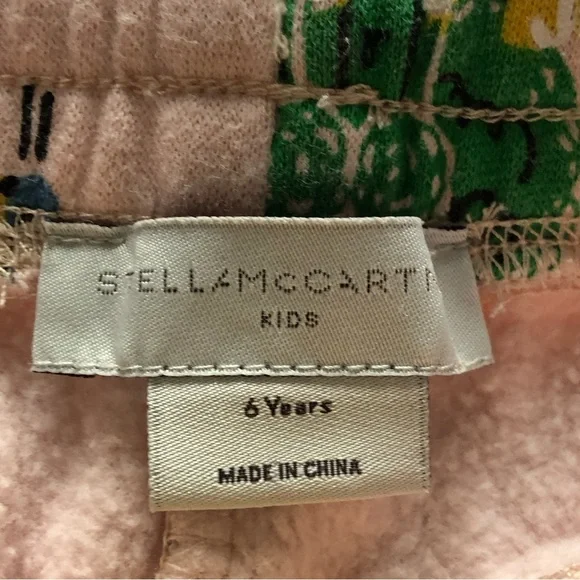 STELLAMCCARTN
KIDS
6 Years
MADE IN CHINA